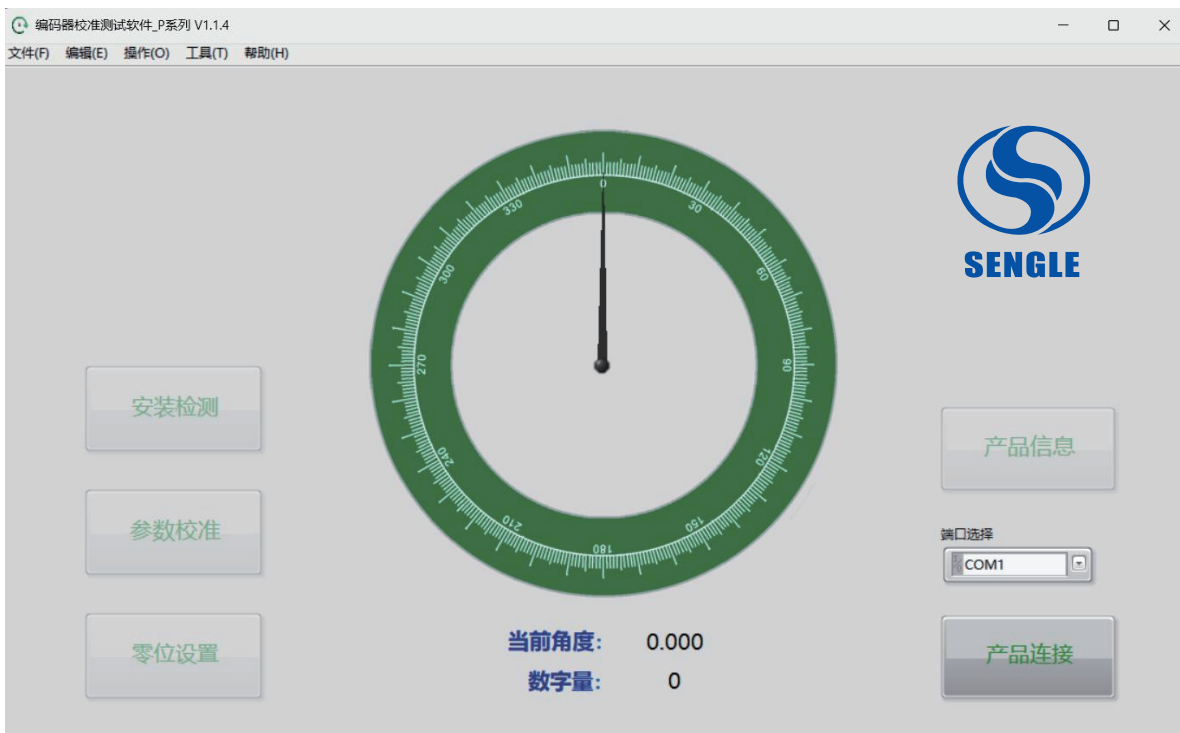 编码器校准测试软件_P系列 V1.1.4
文件(F) 编辑(E) 操作(O) 工具(T) 帮助(H)
0
30
60
90
120
150
180
210
240
270
300
330
SENGLE
安装检测
参数校准
零位设置
当前角度: 0.000
数字量: 0
产品信息
端口选择
COM1
产品连接